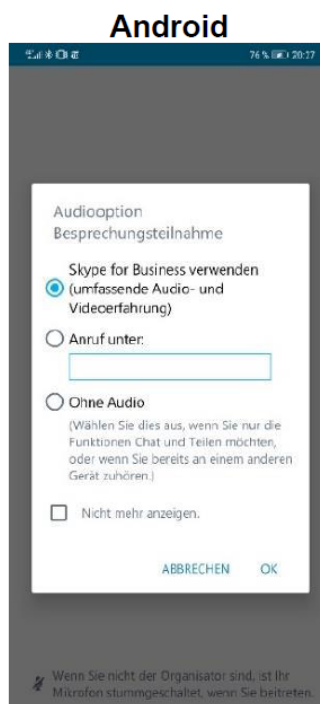 Android
76 % 20:27
Audiooption
Besprechungsteilnahme
Skype for Business verwenden
(umfassende Audio- und
Videoerfahrung)
Anruf unter:
Ohne Audio
(Wählen Sie dies aus, wenn Sie nur die
Funktionen Chat und Teilen möchten,
oder wenn Sie bereits an einem anderen
Gerät zuhören.)
Nicht mehr anzeigen.
ABBRECHEN OK
Wenn Sie nicht der Organisator sind, ist Ihr
Mikrofon stummgeschaltet, wenn Sie beitreten.